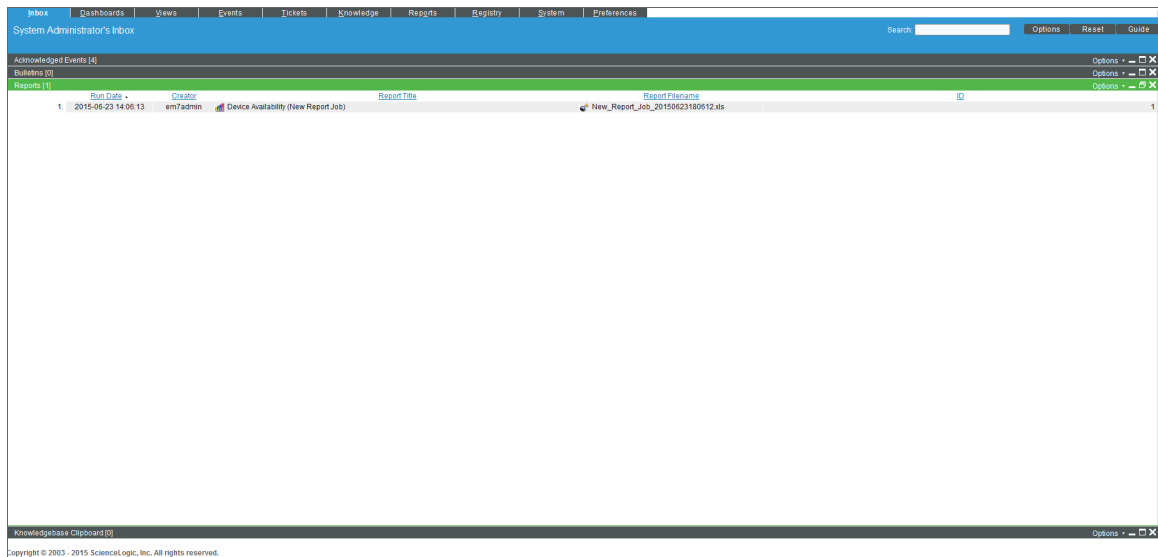 Inbox Dashboards Views Events Tickets Knowledge Reports Registry System Preferences
System Administrator's Inbox Search: Options Reset Guide
Acknowledged Events [4] Options
Bulletins [0] Options
Reports [1] Options
Run Date Creator Report Title Report Filename ID
1. 2015-06-23 14:06:13 em7admin Device Availability (New Report Job) New_Report_Job_20150623180612.xls 1
Knowledgebase Clipboard [0] Options
Copyright © 2003 - 2015 ScienceLogic, Inc. All rights reserved.